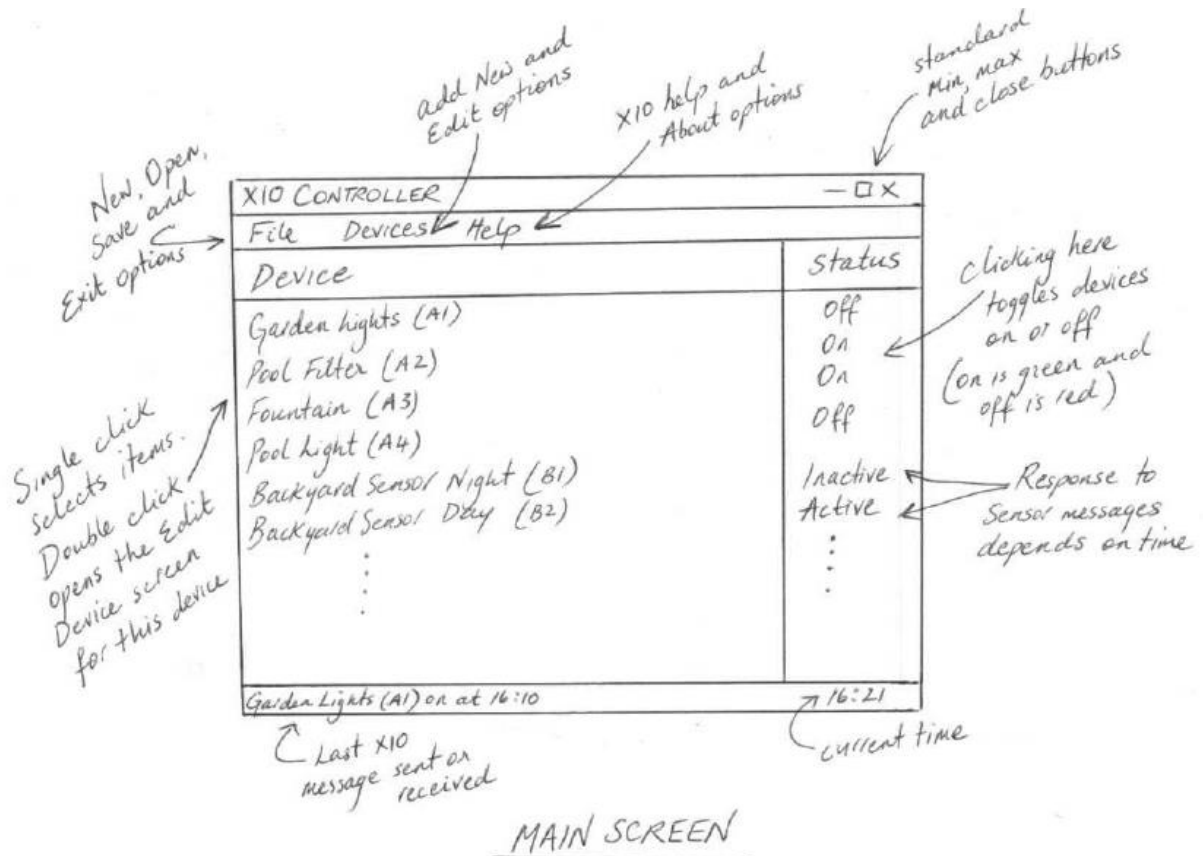 add New and
Edit options
X10 help and
About options
standard
min, max
and close buttons
New, Open,
Save and
Exit options
X10 CONTROLLER
File Devices Help
Device Status
Garden Lights (A1) Off
Pool Filter (A2) On
Fountain (A3) On
Pool Light (A4) Off
Backyard Sensor Night (B1) Inactive
Backyard Sensor Day (B2) Active
clicking here
toggles devices
on or off
(on is green and
off is red)
Single click
selects items.
Double click
opens the Edit
Device screen
for this device
Response to
Sensor messages
depends on time
Garden Lights (A1) on at 16:10 16:21
Last X10
message sent or
received
current time
MAIN SCREEN